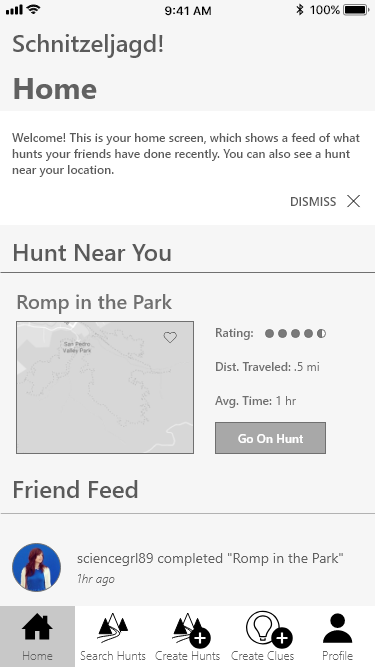 9:41 AM
100%
Schnitzeljagd!
Home
Welcome! This is your home screen, which shows a feed of what
hunts your friends have done recently. You can also see a hunt
near your location.
DISMISS
Hunt Near You
Romp in the Park
San Pedro
Valley Park
Rating:
Dist. Traveled: .5 mi
Avg. Time: 1 hr
Go On Hunt
Friend Feed
sciencegrl89 completed "Romp in the Park"
1hr ago
Home
Search Hunts
Create Hunts
Create Clues
Profile